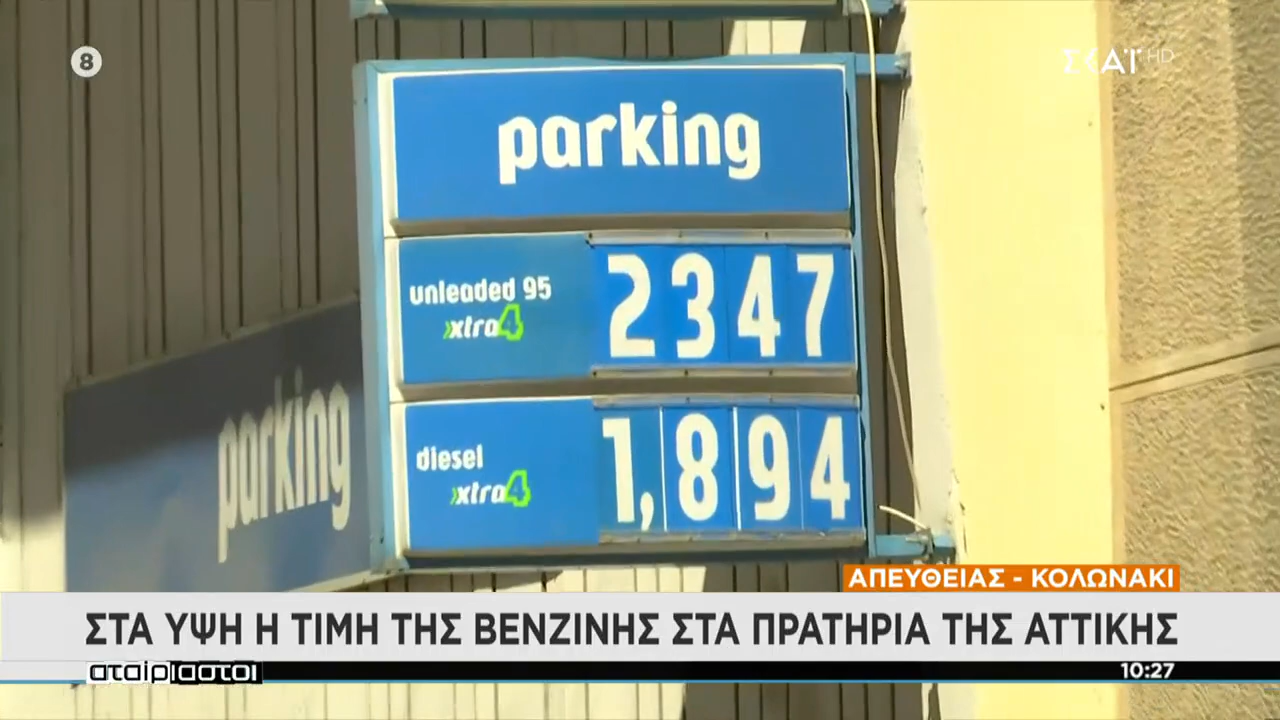 8
ΣΚΑΪ HD
parking
unleaded 95
xtra4
2347
diesel
xtra4
1,894
parking
ΑΠΕΥΘΕΙΑΣ - ΚΟΛΩΝΑΚΙ
ΣΤΑ ΥΨΗ Η ΤΙΜΗ ΤΗΣ ΒΕΝΖΙΝΗΣ ΣΤΑ ΠΡΑΤΗΡΙΑ ΤΗΣ ΑΤΤΙΚΗΣ
αταίριαστοι
10:27